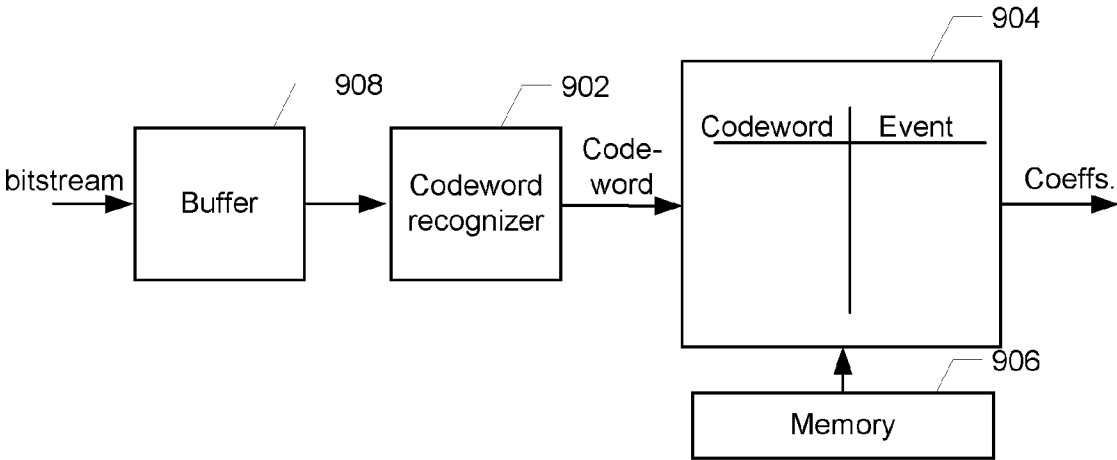 904
908
902
Codeword Event
Code-
word
bitstream
Buffer
Codeword
recognizer
Coeffs.
906
Memory